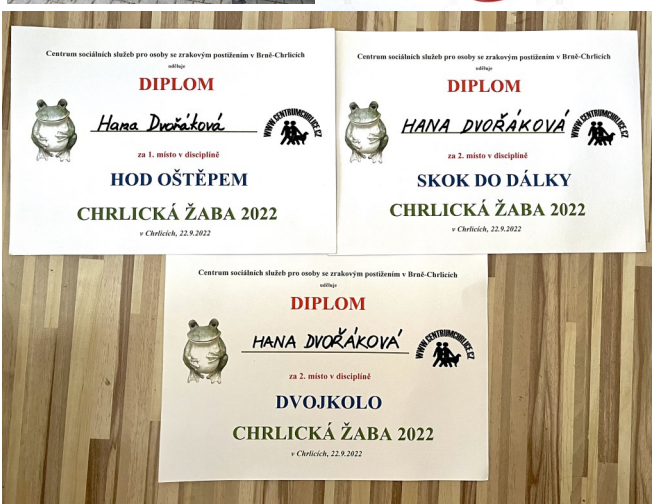 Centrum sociálních služeb pro osoby se zrakovým postižením v Brně-Chrlicích
uděluje
DIPLOM
Hana Dvořáková
WWW.CENTRUMCHRLICE.CZ
za 1. místo v disciplíně
HOD OŠTĚPEM
CHRLICKÁ ŽABA 2022
v Chrlicích, 22.9.2022
Centrum sociálních služeb pro osoby se zrakovým postižením v Brně-Chrlicích
uděluje
DIPLOM
HANA DVOŘÁKOVÁ
WWW.CENTRUMCHRLICE.CZ
za 2. místo v disciplíně
SKOK DO DÁLKY
CHRLICKÁ ŽABA 2022
v Chrlicích, 22.9.2022
Centrum sociálních služeb pro osoby se zrakovým postižením v Brně-Chrlicích
uděluje
DIPLOM
HANA DVOŘÁKOVÁ
WWW.CENTRUMCHRLICE.CZ
za 2. místo v disciplíně
DVOJKOLO
CHRLICKÁ ŽABA 2022
v Chrlicích, 22.9.2022